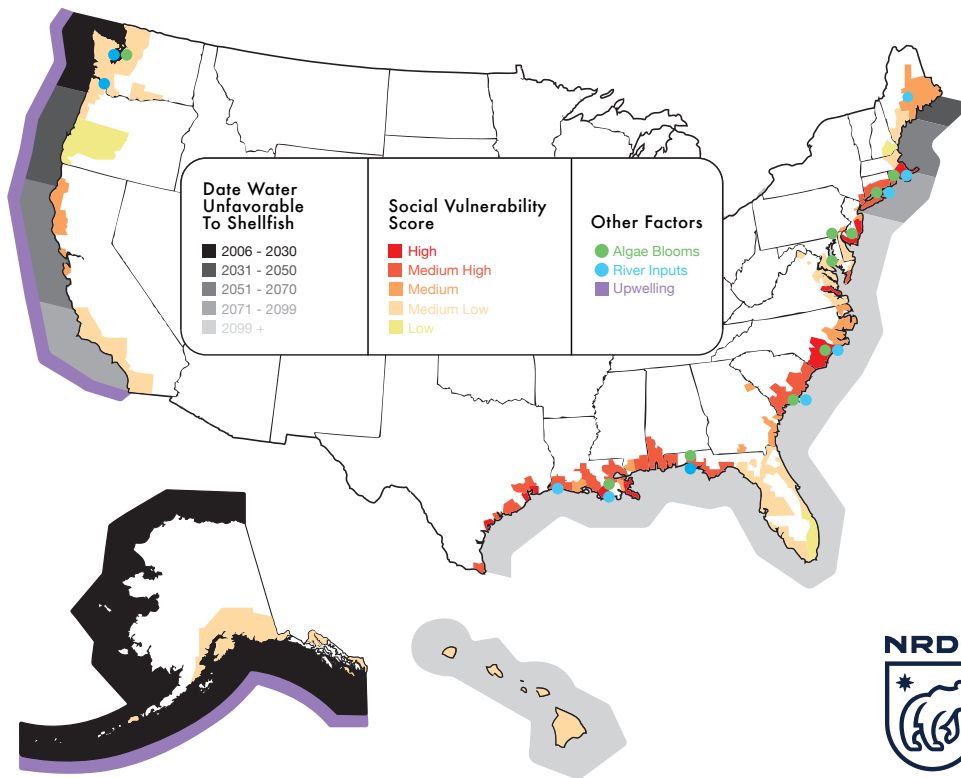 Date Water
Unfavorable
To Shellfish
2006 - 2030
2031 - 2050
2051 - 2070
2071 - 2099
2099 +
Social Vulnerability
Score
High
Medium High
Medium
Medium Low
Low
Other Factors
Algae Blooms
River Inputs
Upwelling
NRD